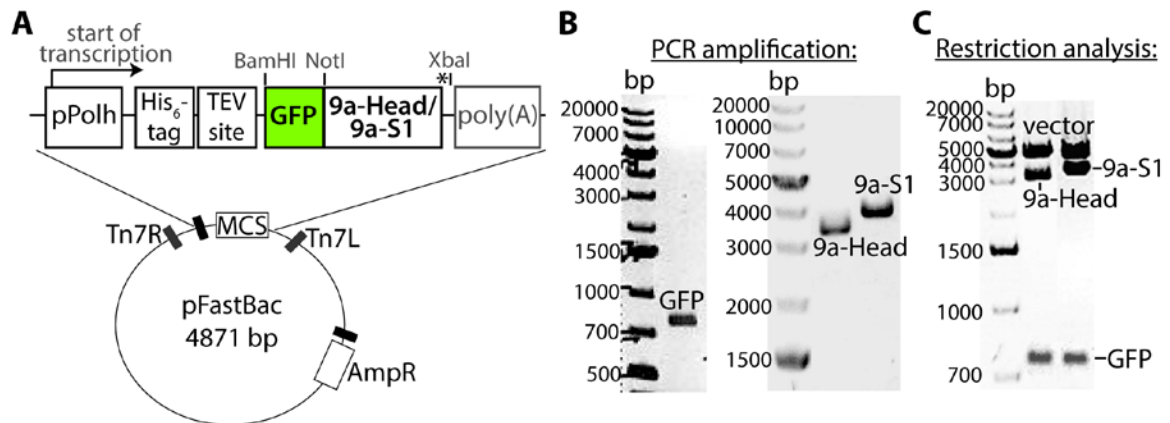 A
start of
transcription
BamHI NotI XbaI
*
pPolh
His6-
tag
TEV
site
GFP
9a-Head/
9a-S1
poly(A)
Tn7R
MCS
Tn7L
pFastBac
4871 bp
AmpR
B
PCR amplification:
bp
20000
7000
5000
4000
3000
2000
1500
1000
700
500
GFP
bp
20000
10000
7000
5000
4000
3000
2000
1500
9a-S1
9a-Head
C
Restriction analysis:
bp
20000
7000
5000
4000
3000
1500
1000
700
vector
9a-S1
9a-Head
GFP